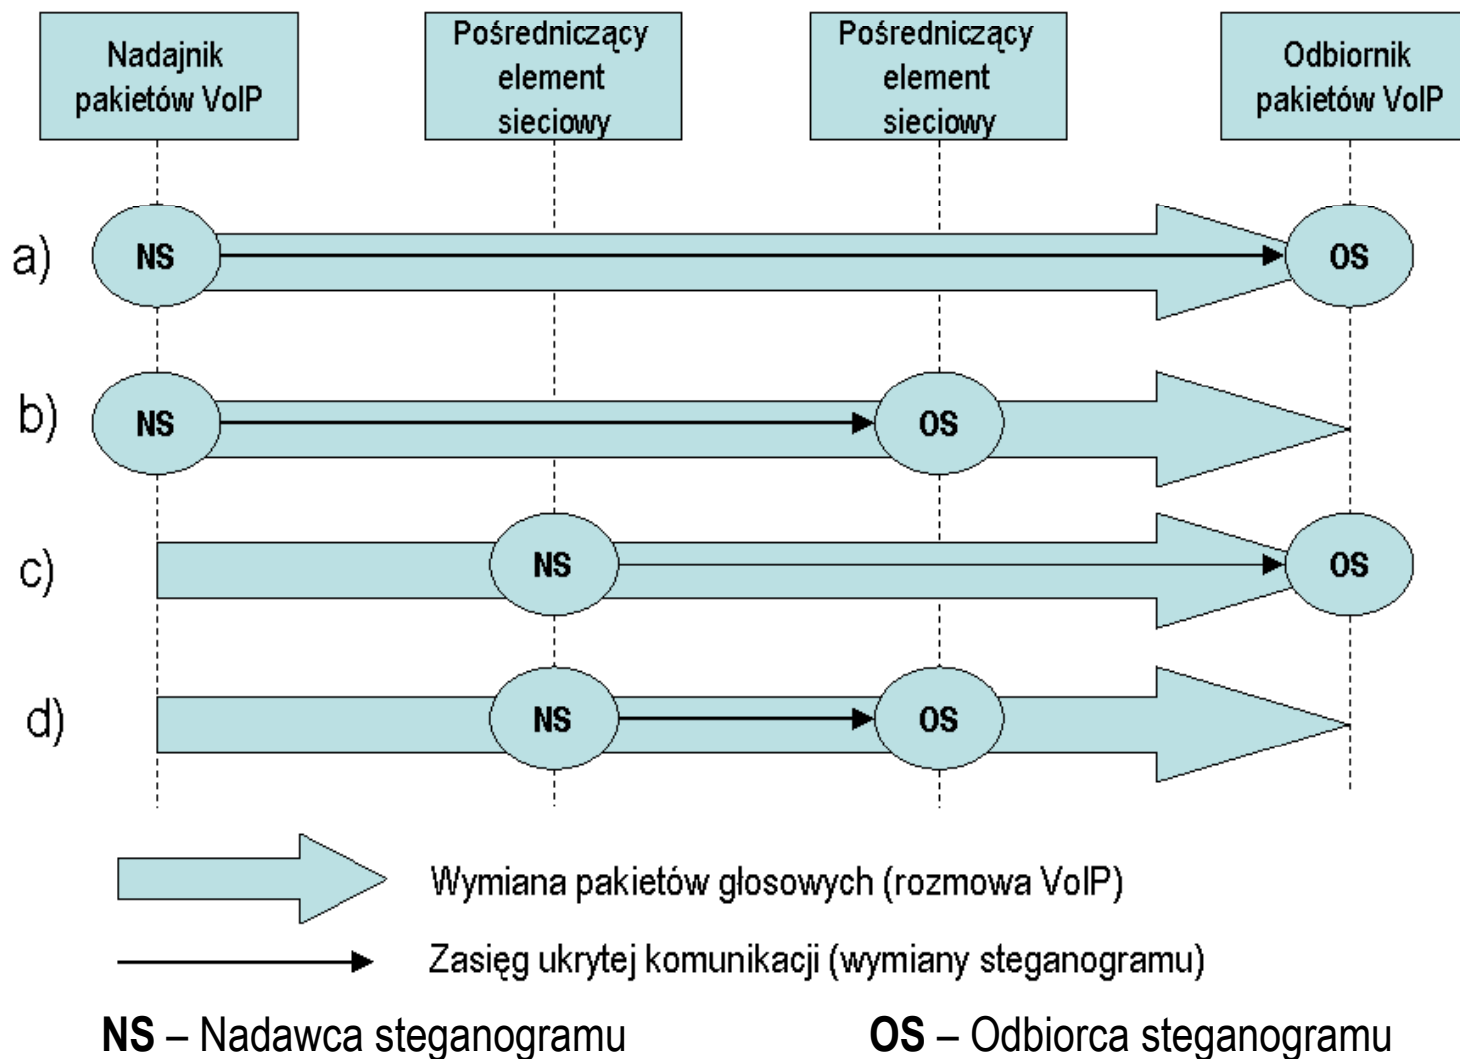 Nadajnik
pakietów VoIP
Pośredniczący
element
sieciowy
Pośredniczący
element
sieciowy
Odbiornik
pakietów VoIP
a)
NS
OS
b)
NS
OS
c)
NS
OS
d)
NS
OS
Wymiana pakietów głosowych (rozmowa VoIP)
Zasięg ukrytej komunikacji (wymiany steganogramu)
NS – Nadawca steganogramu
OS – Odbiorca steganogramu